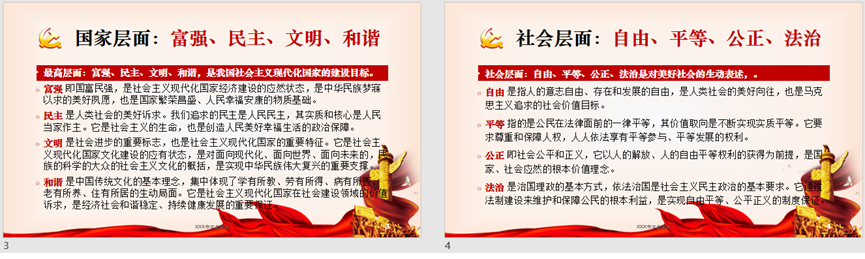 国家层面：富强、民主、文明、和谐
最高层面：富强、民主、文明、和谐，是我国社会主义现代化国家的建设目标。
富强即国富民强，是社会主义现代化国家经济建设的应然状态，是中华民族梦寐
以求的美好夙愿，也是国家繁荣昌盛、人民幸福安康的物质基础。
民主是人类社会的美好诉求。我们追求的民主是人民民主，其实质和核心是人民
当家作主。它是社会主义的生命，也是创造人民美好幸福生活的政治保障。
文明是社会进步的重要标志，也是社会主义现代化国家的重要特征。它是社会主
义现代化国家文化建设的应有状态，是对面向现代化、面向世界、面向未来的，民
族的科学的大众的社会主义文化的概括，是实现中华民族伟大复兴的重要支撑。
和谐是中国传统文化的基本理念，集中体现了学有所教、劳有所得、病有所医、
老有所养、住有所居的生动局面。它是社会主义现代化国家在社会建设领域的价值
诉求，是经济社会和谐稳定、持续健康发展的重要保证。
3
社会层面：自由、平等、公正、法治
社会层面：自由、平等、公正、法治是对美好社会的生动表述，。
自由是指人的意志自由、存在和发展的自由，是人类社会的美好向往，也是马克
思主义追求的社会价值目标。
平等指的是公民在法律面前的一律平等，其价值取向是不断实现实质平等。它要
求尊重和保障人权，人人依法享有平等参与、平等发展的权利。
公正即社会公平和正义，它以人的解放、人的自由平等权利的获得为前提，是国
家、社会应然的根本价值理念。
法治是治国理政的基本方式，依法治国是社会主义民主政治的基本要求。它通过
法制建设来维护和保障公民的根本利益，是实现自由平等、公平正义的制度保证。
4